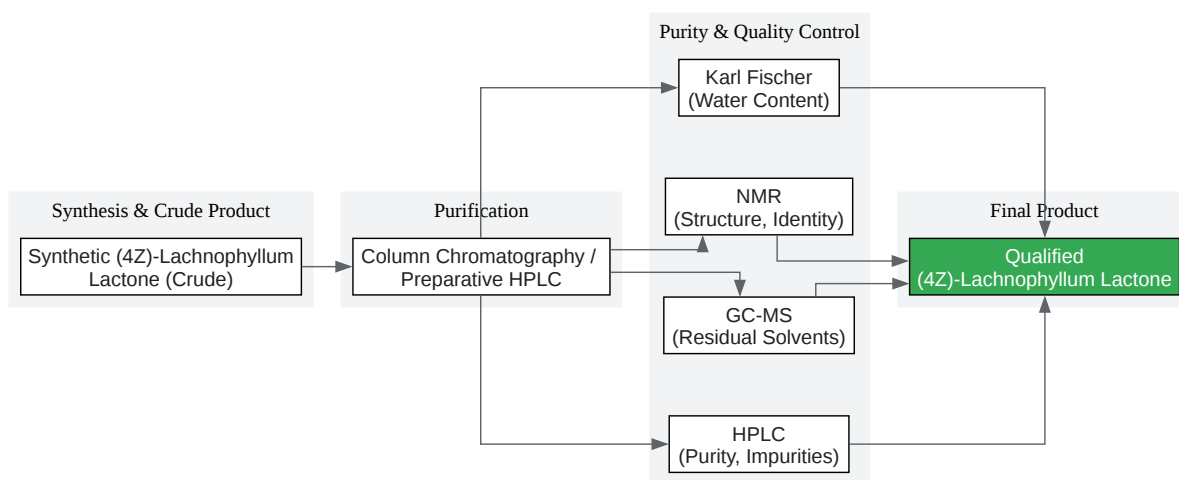 Purity & Quality Control
Karl Fischer
(Water Content)
Synthesis & Crude Product
Synthetic (4Z)-Lachnophyllum
Lactone (Crude)
Purification
Column Chromatography /
Preparative HPLC
NMR
(Structure, Identity)
GC-MS
(Residual Solvents)
HPLC
(Purity, Impurities)
Final Product
Qualified
(4Z)-Lachnophyllum Lactone